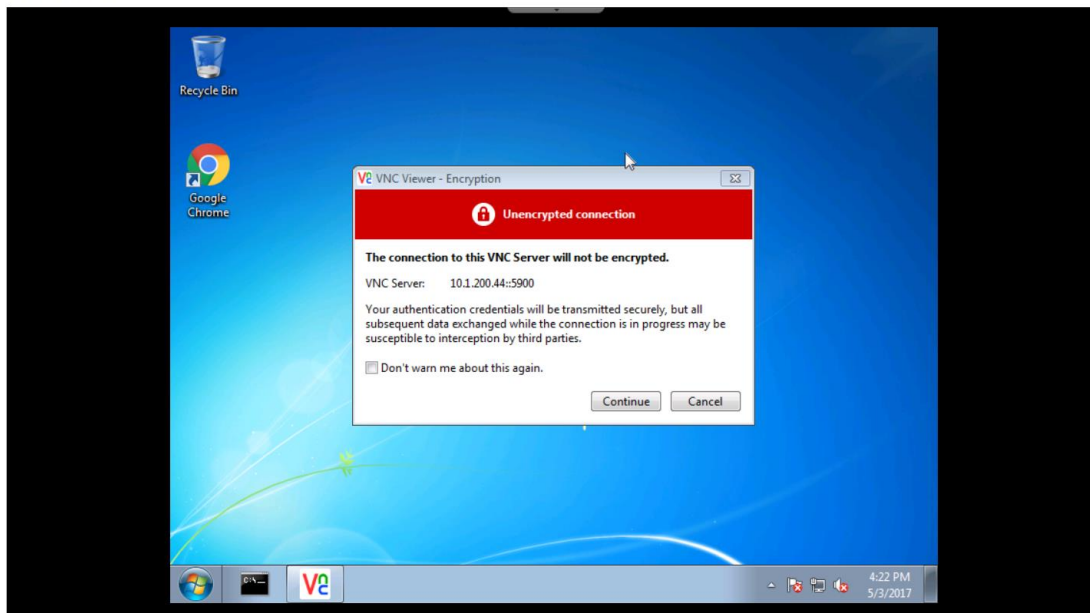 Recycle Bin
Google
Chrome
VNC Viewer - Encryption
Unencrypted connection
The connection to this VNC Server will not be encrypted.
VNC Server: 10.1.200.44::5900
Your authentication credentials will be transmitted securely, but all
subsequent data exchanged while the connection is in progress may be
susceptible to interception by third parties.
Don't warn me about this again.
Continue Cancel
C:\_
4:22 PM
5/3/2017